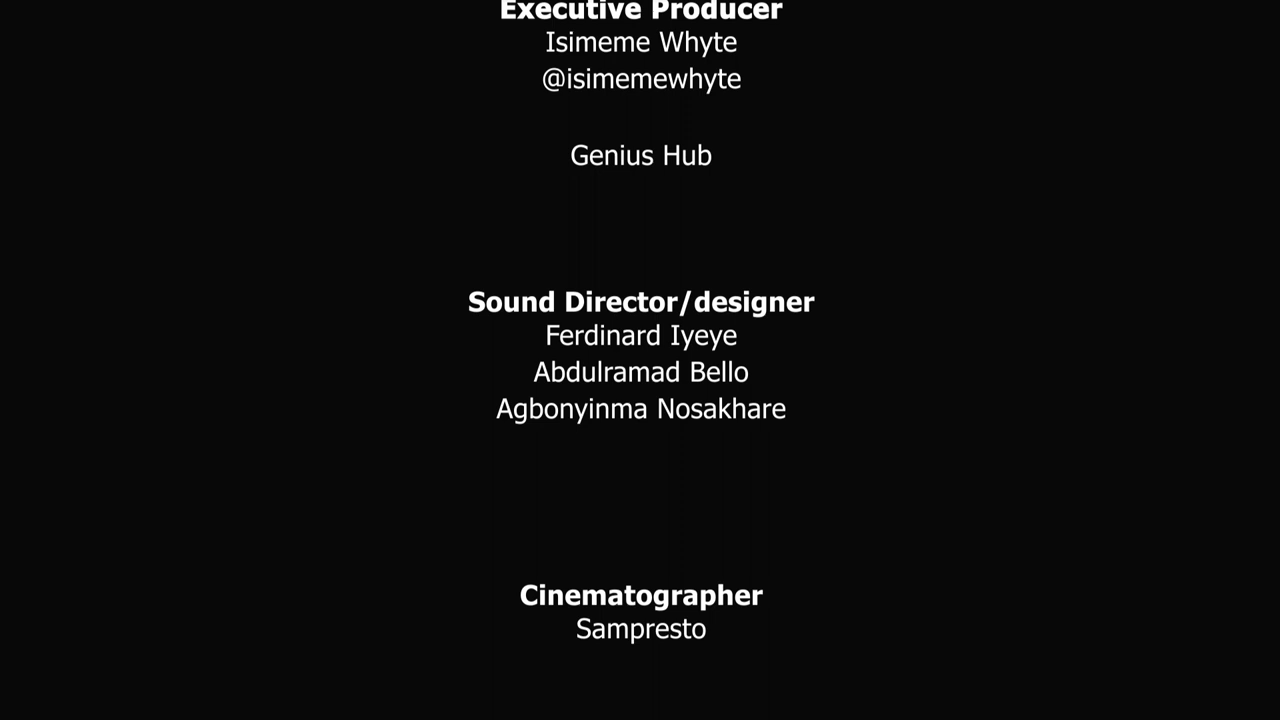 Executive Producer
Isimeme Whyte
@isimemewhyte
Genius Hub
Sound Director/designer
Ferdinard Iyeye
Abdulramad Bello
Agbonyinma Nosakhare
Cinematographer
Sampresto